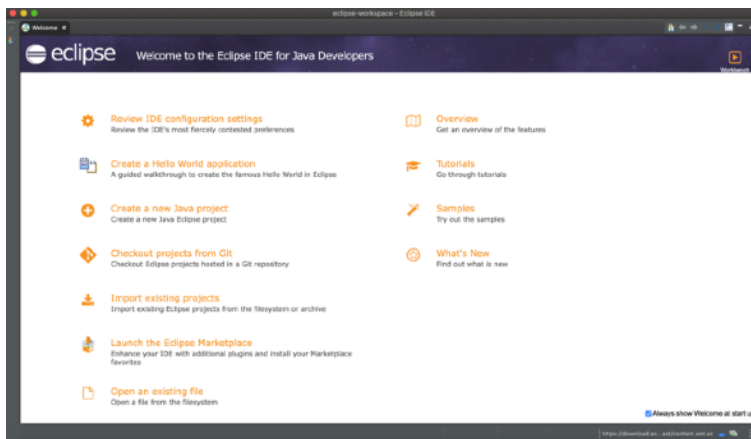 eclipse-workspace - Eclipse IDE
Welcome
eclipse Welcome to the Eclipse IDE for Java Developers
Workbench
Review IDE configuration settings
Review the IDE's most fiercely contested preferences
Create a Hello World application
A guided walkthrough to create the famous Hello World in Eclipse
Create a new Java project
Create a new Java Eclipse project
Checkout projects from Git
Checkout Eclipse projects hosted in a Git repository
Import existing projects
Import existing Eclipse projects from the filesystem or archive
Launch the Eclipse Marketplace
Enhance your IDE with additional plugins and install your Marketplace
favorites
Open an existing file
Open a file from the filesystem
Overview
Get an overview of the features
Tutorials
Go through tutorials
Samples
Try out the samples
What's New
Find out what is new
Always show Welcome at start u